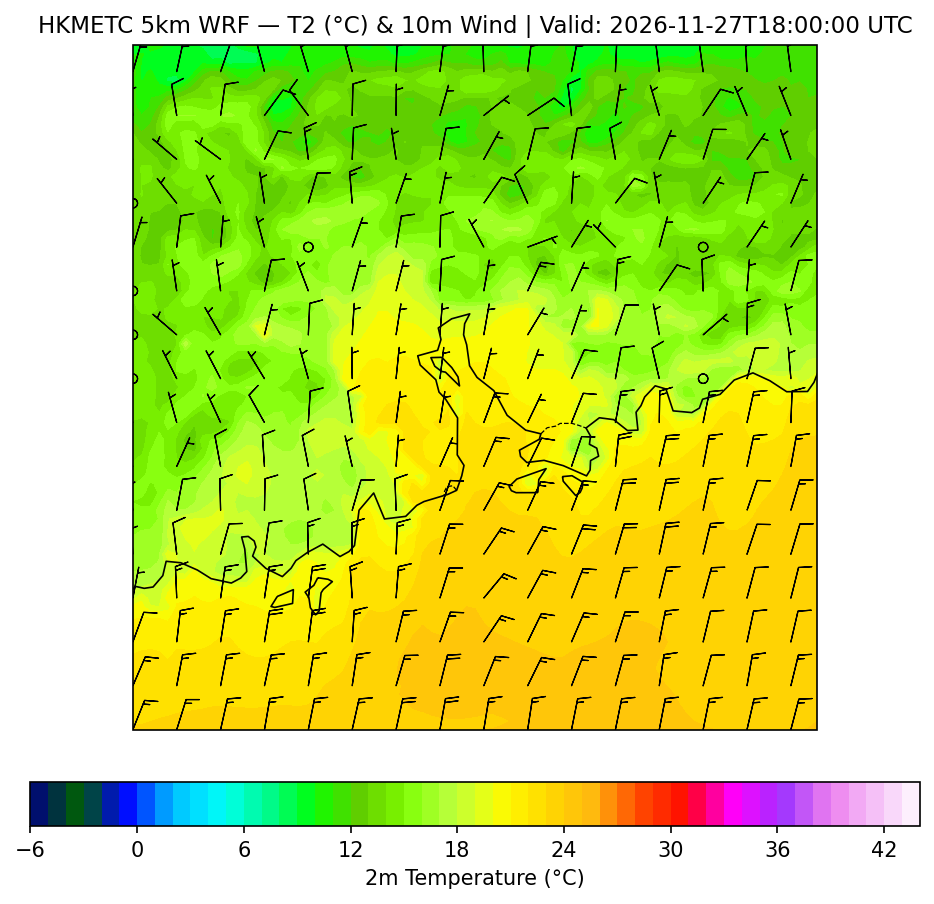 HKMETC 5km WRF — T2 (°C) & 10m Wind | Valid: 2026-11-27T18:00:00 UTC
−6 0 6 12 18 24 30 36 42
2m Temperature (°C)